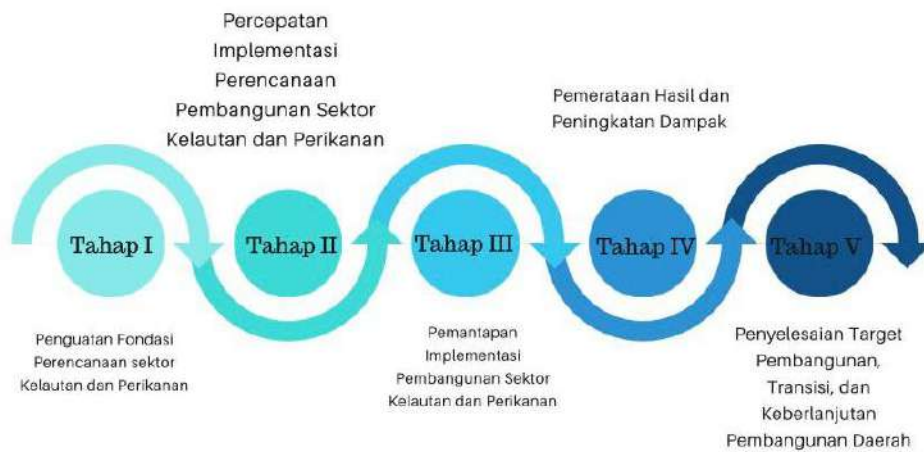 Percepatan
Implementasi
Perencanaan
Pembangunan Sektor
Kelautan dan Perikanan
Pemerataan Hasil dan
Peningkatan Dampak
Tahap I
Tahap II
Tahap III
Tahap IV
Tahap V
Penguatan Fondasi
Perencanaan sektor
Kelautan dan Perikanan
Pemantapan
Implementasi
Pembangunan Sektor
Kelautan dan Perikanan
Penyelesaian Target
Pembangunan,
Transisi, dan
Keberlanjutan
Pembangunan Daerah